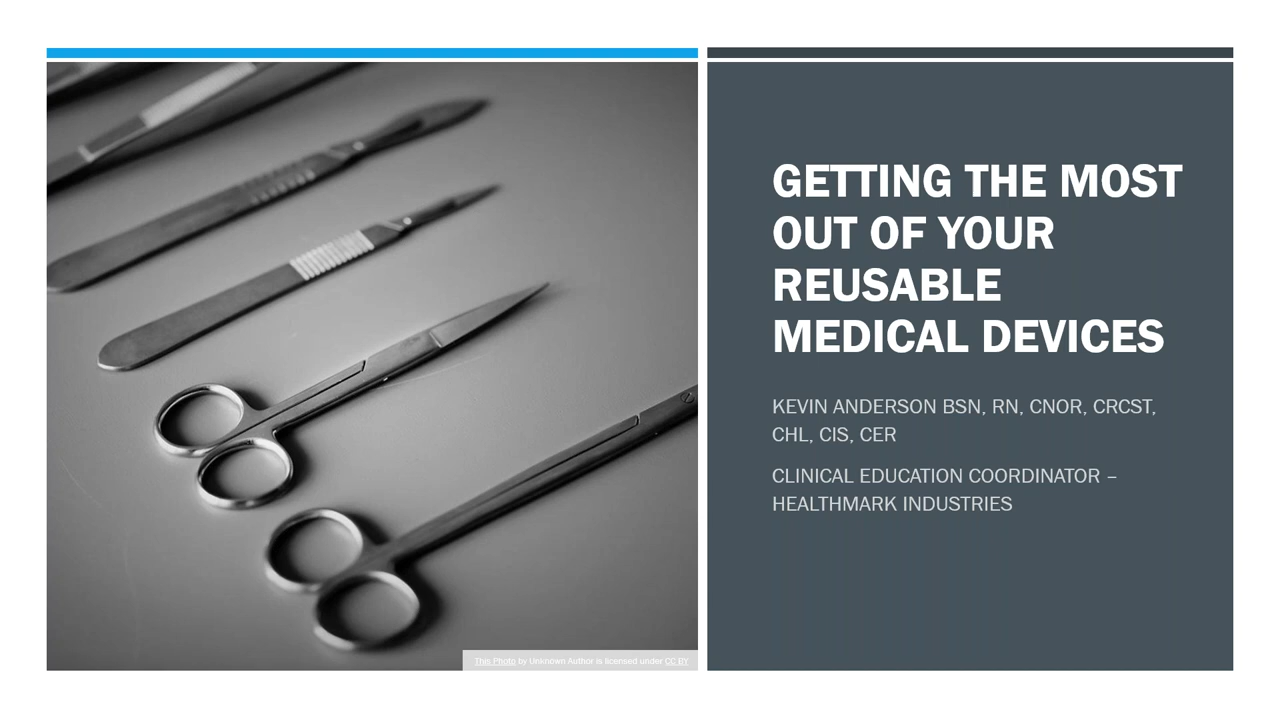 GETTING THE MOST
OUT OF YOUR
REUSABLE
MEDICAL DEVICES
KEVIN ANDERSON BSN, RN, CNOR, CRCST,
CHL, CIS, CER
CLINICAL EDUCATION COORDINATOR –
HEALTHMARK INDUSTRIES
This Photo by Unknown Author is licensed under CC BY